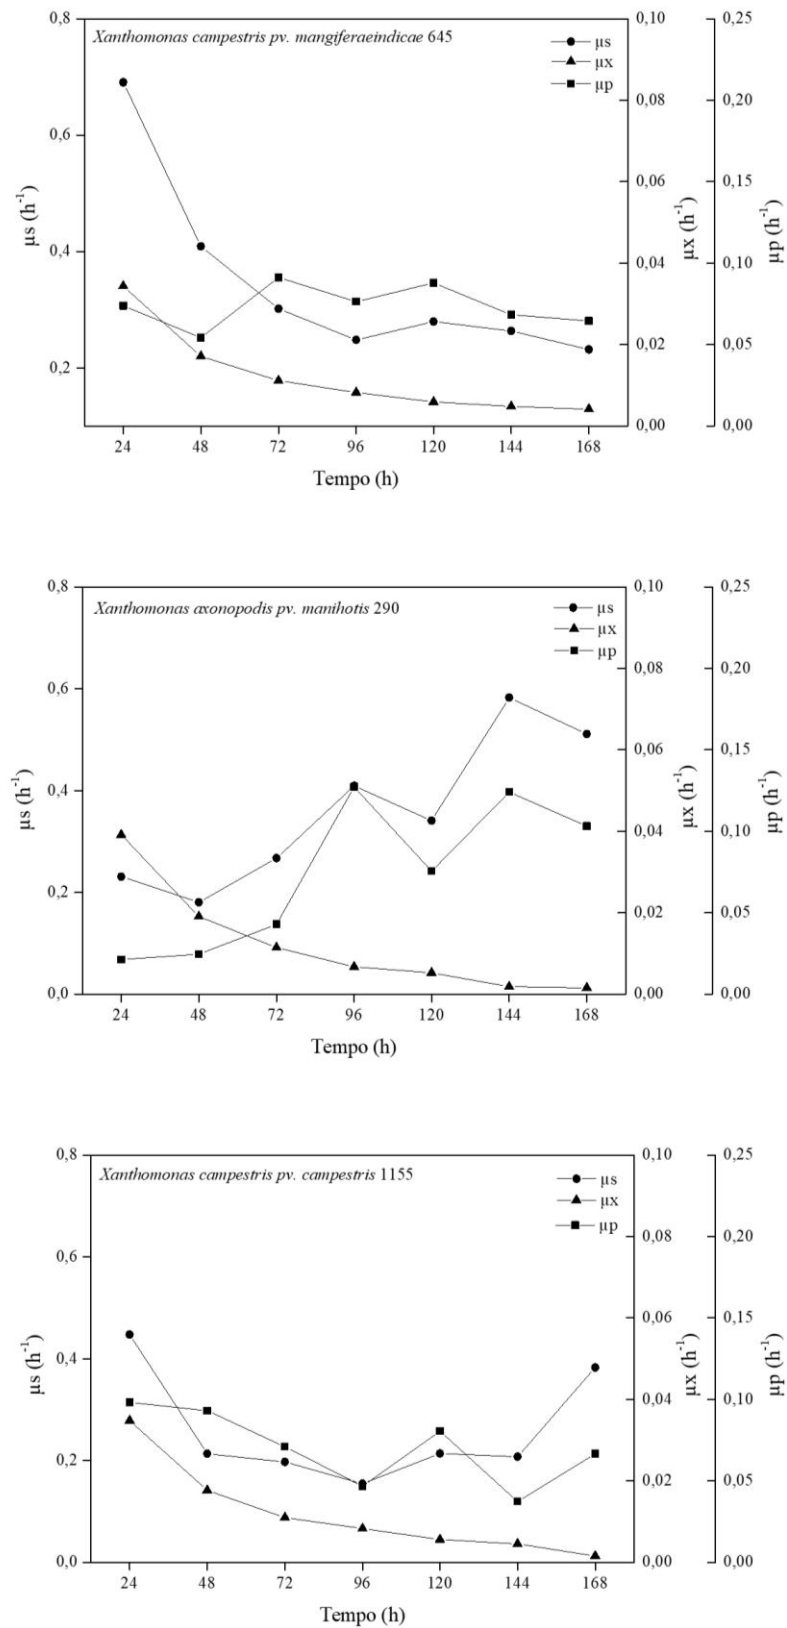 Xanthomonas campestris pv. mangiferaeindicae 645
µs
µx
µp
0,8
0,6
0,4
0,2
µs (h-1)
0,10
0,08
0,06
0,04
0,02
0,00
µx (h-1)
0,25
0,20
0,15
0,10
0,05
0,00
µp (h-1)
24 48 72 96 120 144 168
Tempo (h)
Xanthomonas axonopodis pv. manihotis 290
µs
µx
µp
0,8
0,6
0,4
0,2
0,0
µs (h-1)
0,10
0,08
0,06
0,04
0,02
0,00
µx (h-1)
0,25
0,20
0,15
0,10
0,05
0,00
µp (h-1)
24 48 72 96 120 144 168
Tempo (h)
Xanthomonas campestris pv. campestris 1155
µs
µx
µp
0,8
0,6
0,4
0,2
0,0
µs (h-1)
0,10
0,08
0,06
0,04
0,02
0,00
µx (h-1)
0,25
0,20
0,15
0,10
0,05
0,00
µp (h-1)
24 48 72 96 120 144 168
Tempo (h)